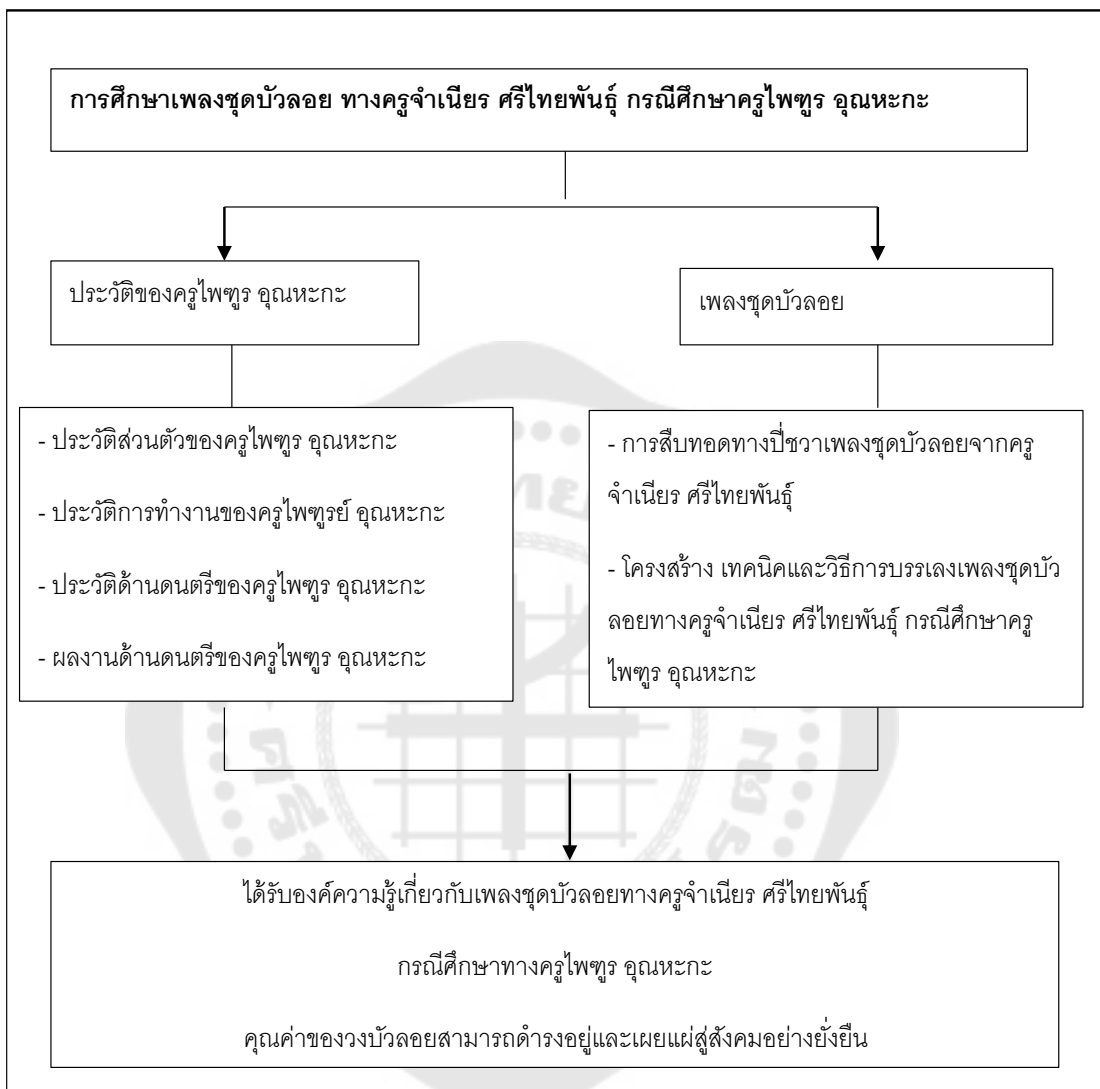 การศึกษาเพลงชุดบัวลอย ทางครูจำเนียร ศรีไทยพันธุ์ กรณีศึกษาครูไพฑูร อุณหะกะ
ประวัติของครูไพฑูร อุณหะกะ
เพลงชุดบัวลอย
- ประวัติส่วนตัวของครูไพฑูร อุณหะกะ
- ประวัติการทำงานของครูไพฑูรย์ อุณหะกะ
- ประวัติด้านดนตรีของครูไพฑูร อุณหะกะ
- ผลงานด้านดนตรีของครูไพฑูร อุณหะกะ
- การสืบทอดทางปี่ชวาเพลงชุดบัวลอยจากครู
จำเนียร ศรีไทยพันธุ์
- โครงสร้าง เทคนิคและวิธีการบรรเลงเพลงชุดบัว
ลอยทางครูจำเนียร ศรีไทยพันธุ์ กรณีศึกษาครู
ไพฑูร อุณหะกะ
ได้รับองค์ความรู้เกี่ยวกับเพลงชุดบัวลอยทางครูจำเนียร ศรีไทยพันธุ์
กรณีศึกษาทางครูไพฑูร อุณหะกะ
คุณค่าของวงบัวลอยสามารถดำรงอยู่และเผยแผ่สู่สังคมอย่างยั่งยืน